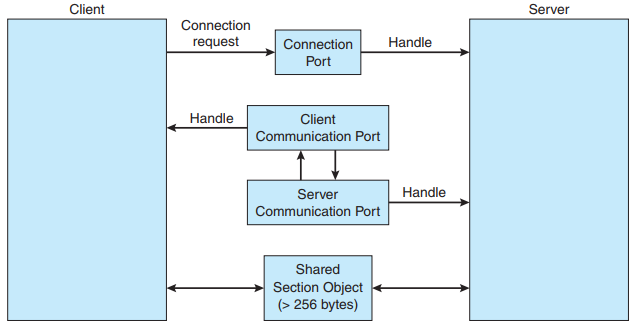 Client
Server
Connection
request
Connection
Port
Handle
Handle
Client
Communication Port
Server
Communication Port
Handle
Shared
Section Object
(> 256 bytes)